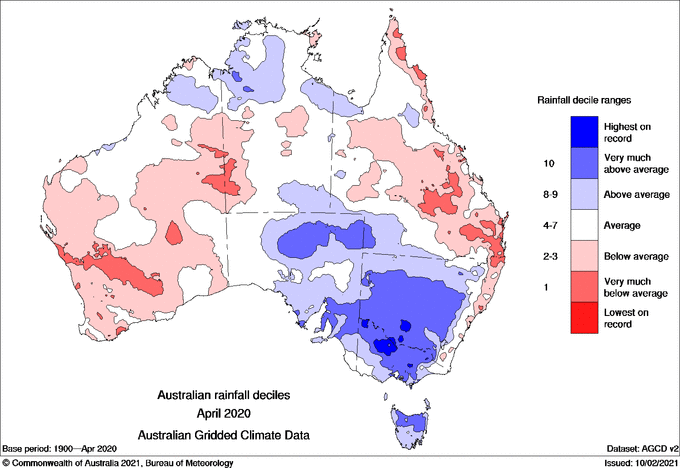 Rainfall decile ranges
Highest on
record
10
Very much
above average
8-9
Above average
4-7
Average
2-3
Below average
1
Very much
below average
Lowest on
record
Australian rainfall deciles
April 2020
Australian Gridded Climate Data
Base period: 1900—Apr 2020
Dataset: AGCD v2
© Commonwealth of Australia 2021, Bureau of Meteorology
Issued: 10/02/2021